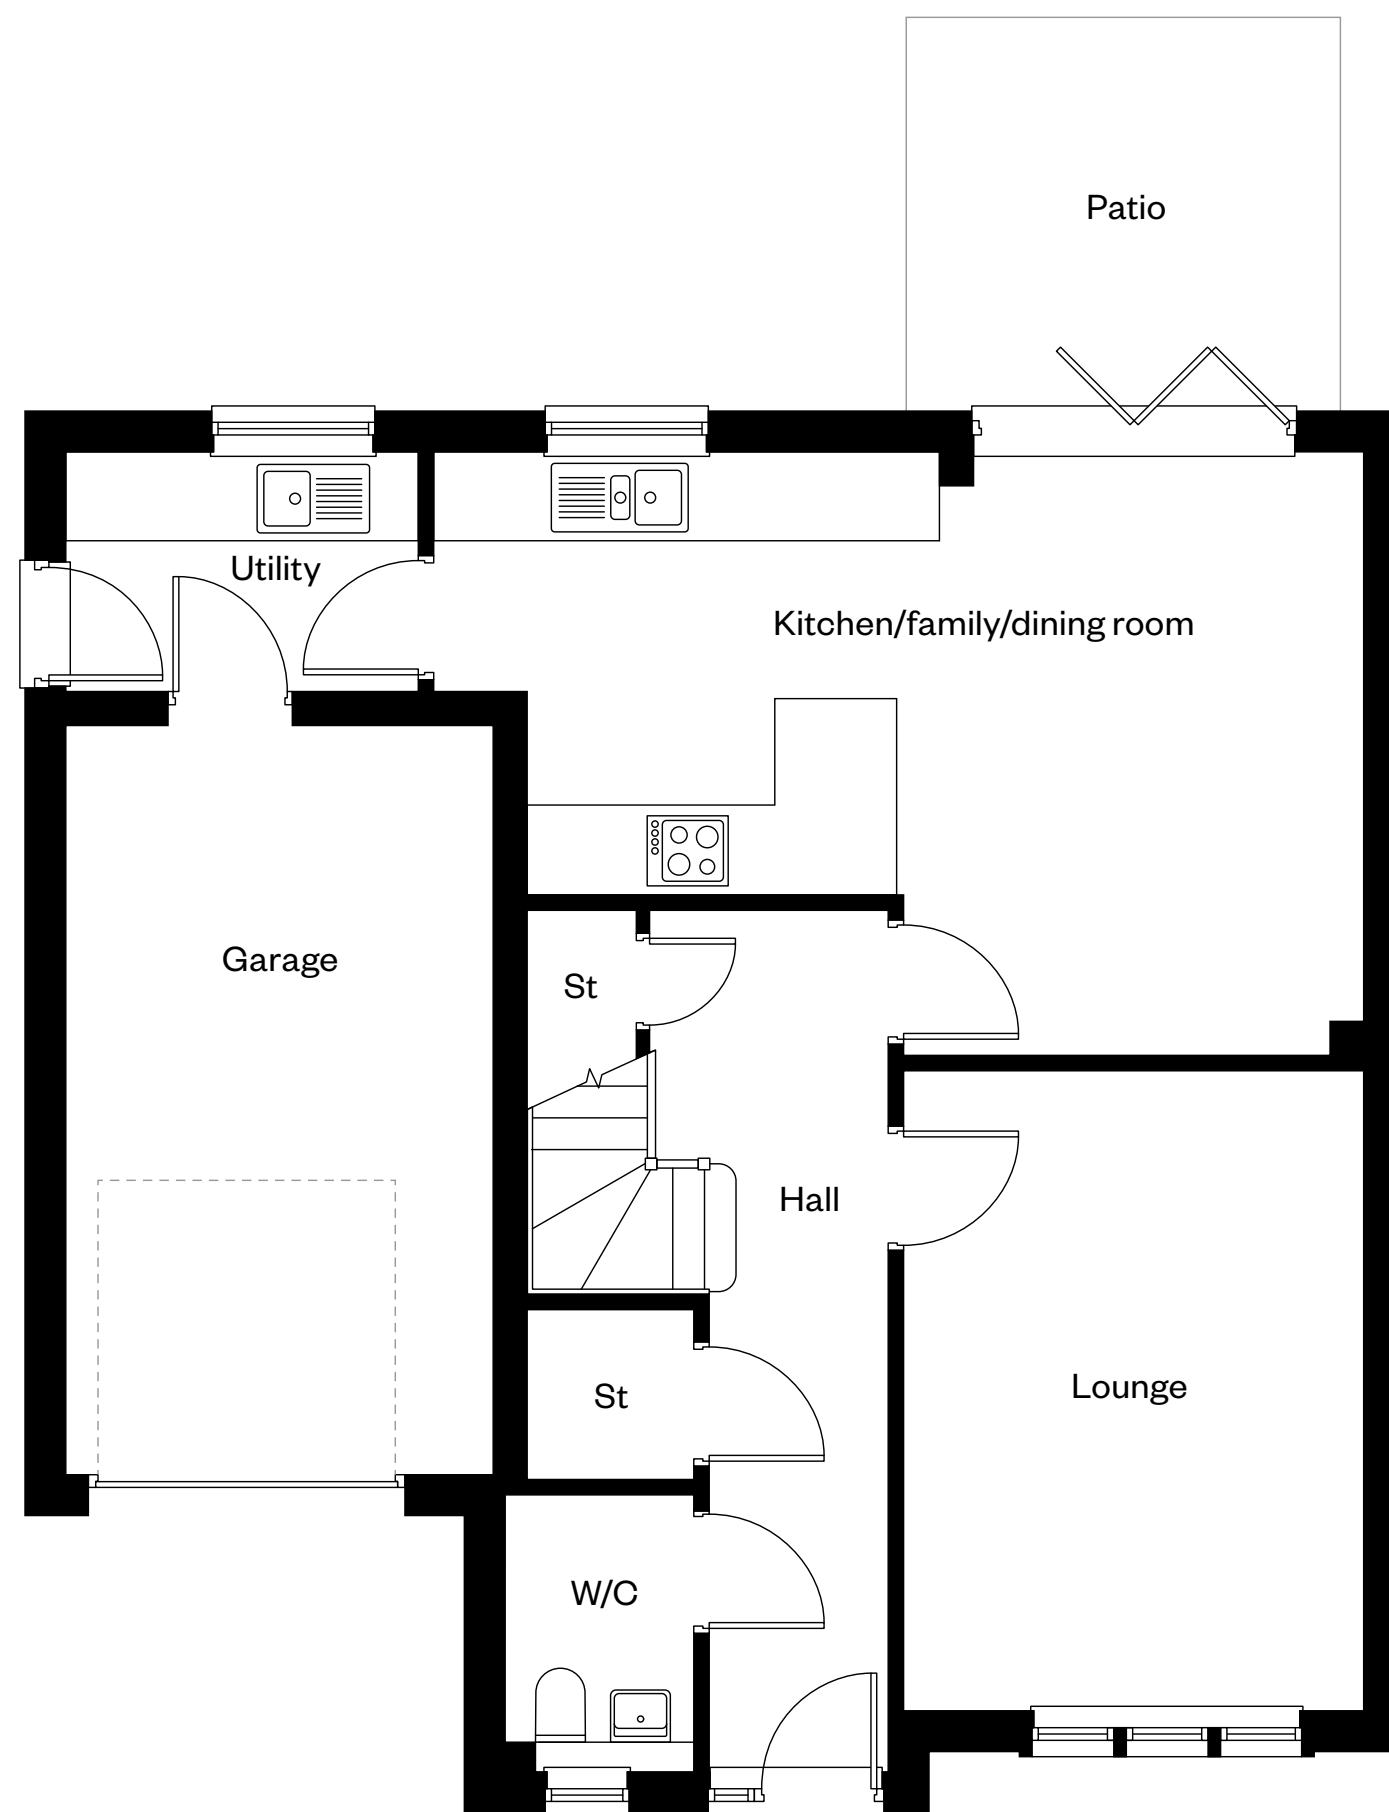 Patio
Utility
Kitchen/family/dining room
Garage
St
Hall
Lounge
St
W/C